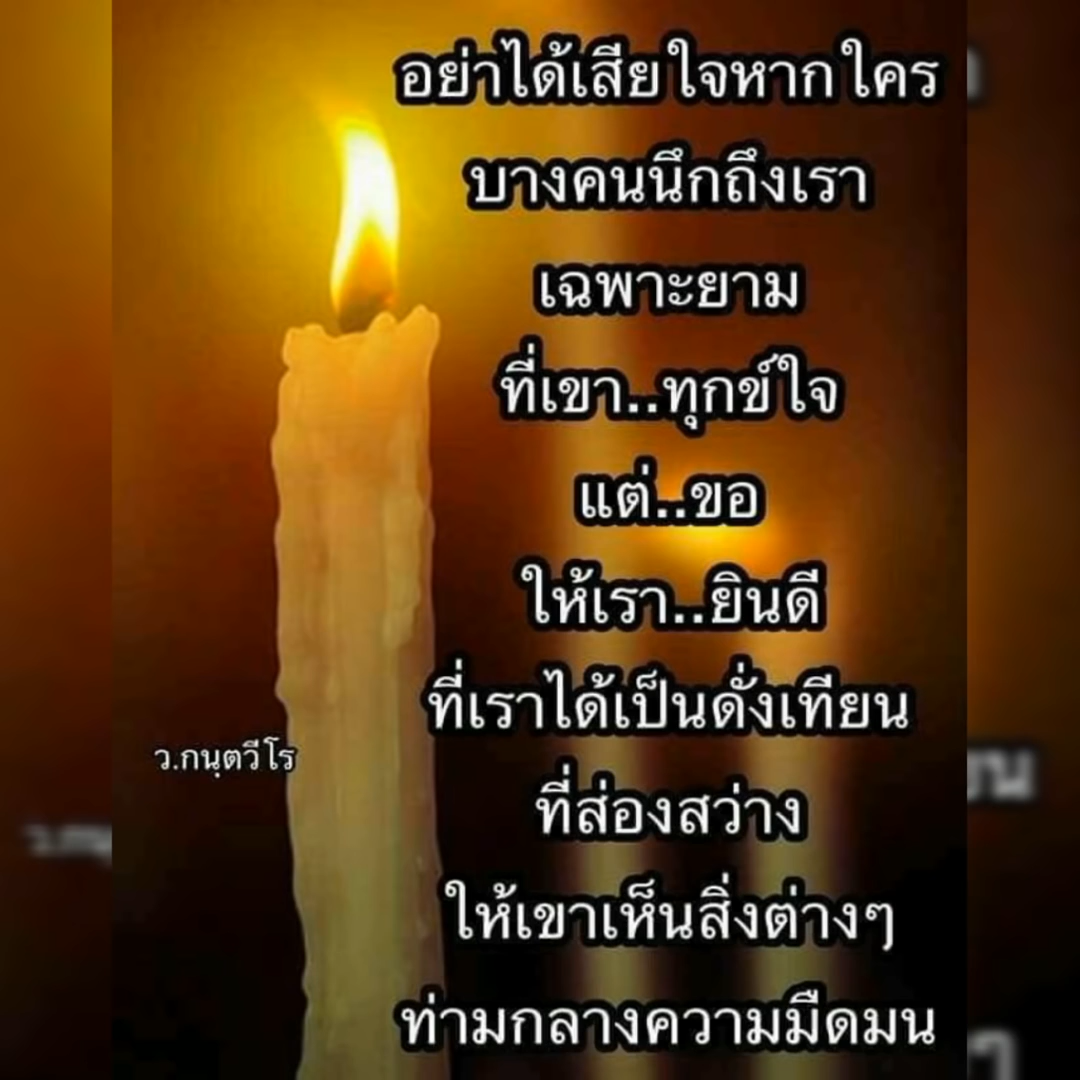 อย่าได้เสียใจหากใคร
บางคนนึกถึงเรา
เฉพาะยาม
ที่เขา..ทุกข์ใจ
แต่..ขอ
ให้เรา..ยินดี
ที่เราได้เป็นดั่งเทียน
ว.กนฺตวีโร
ที่ส่องสว่าง
ให้เขาเห็นสิ่งต่างๆ
ท่ามกลางความมืดมน